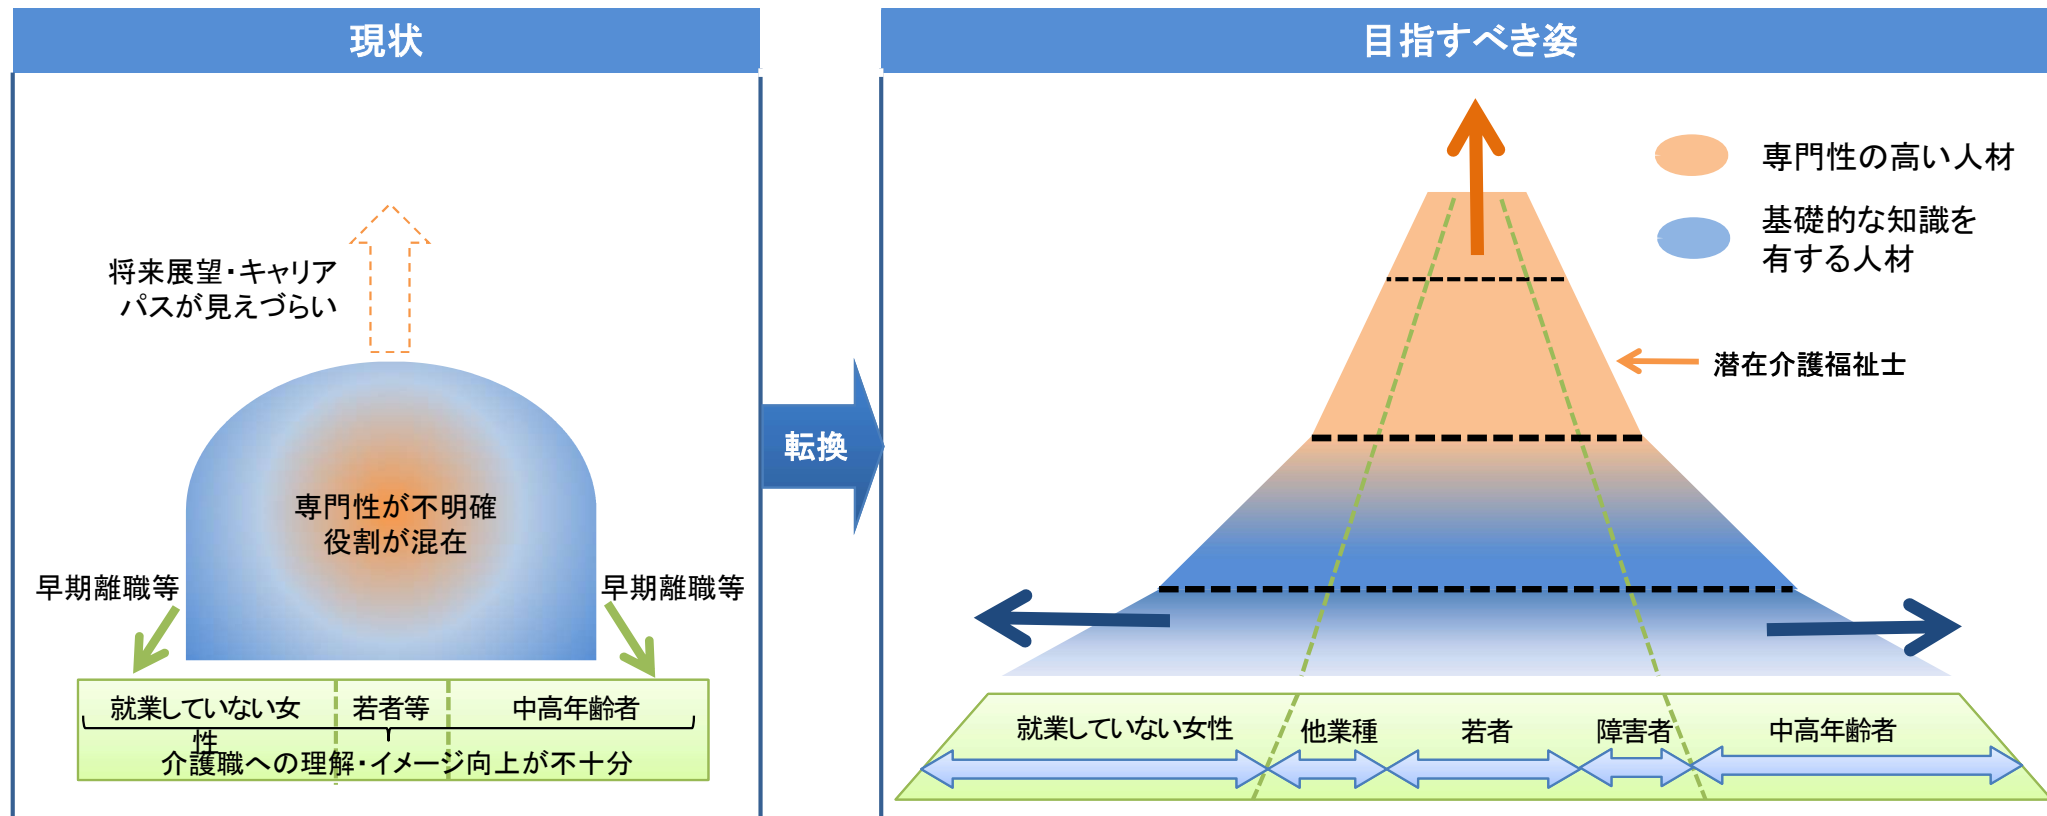 現状
将来展望・キャリア
パスが見えづらい
専門性が不明確
役割が混在
早期離職等
早期離職等
就業していない女
性
若者等
中高年齢者
介護職への理解・イメージ向上が不十分
転換
目指すべき姿
専門性の高い人材
基礎的な知識を
有する人材
潜在介護福祉士
就業していない女性
他業種
若者
障害者
中高年齢者